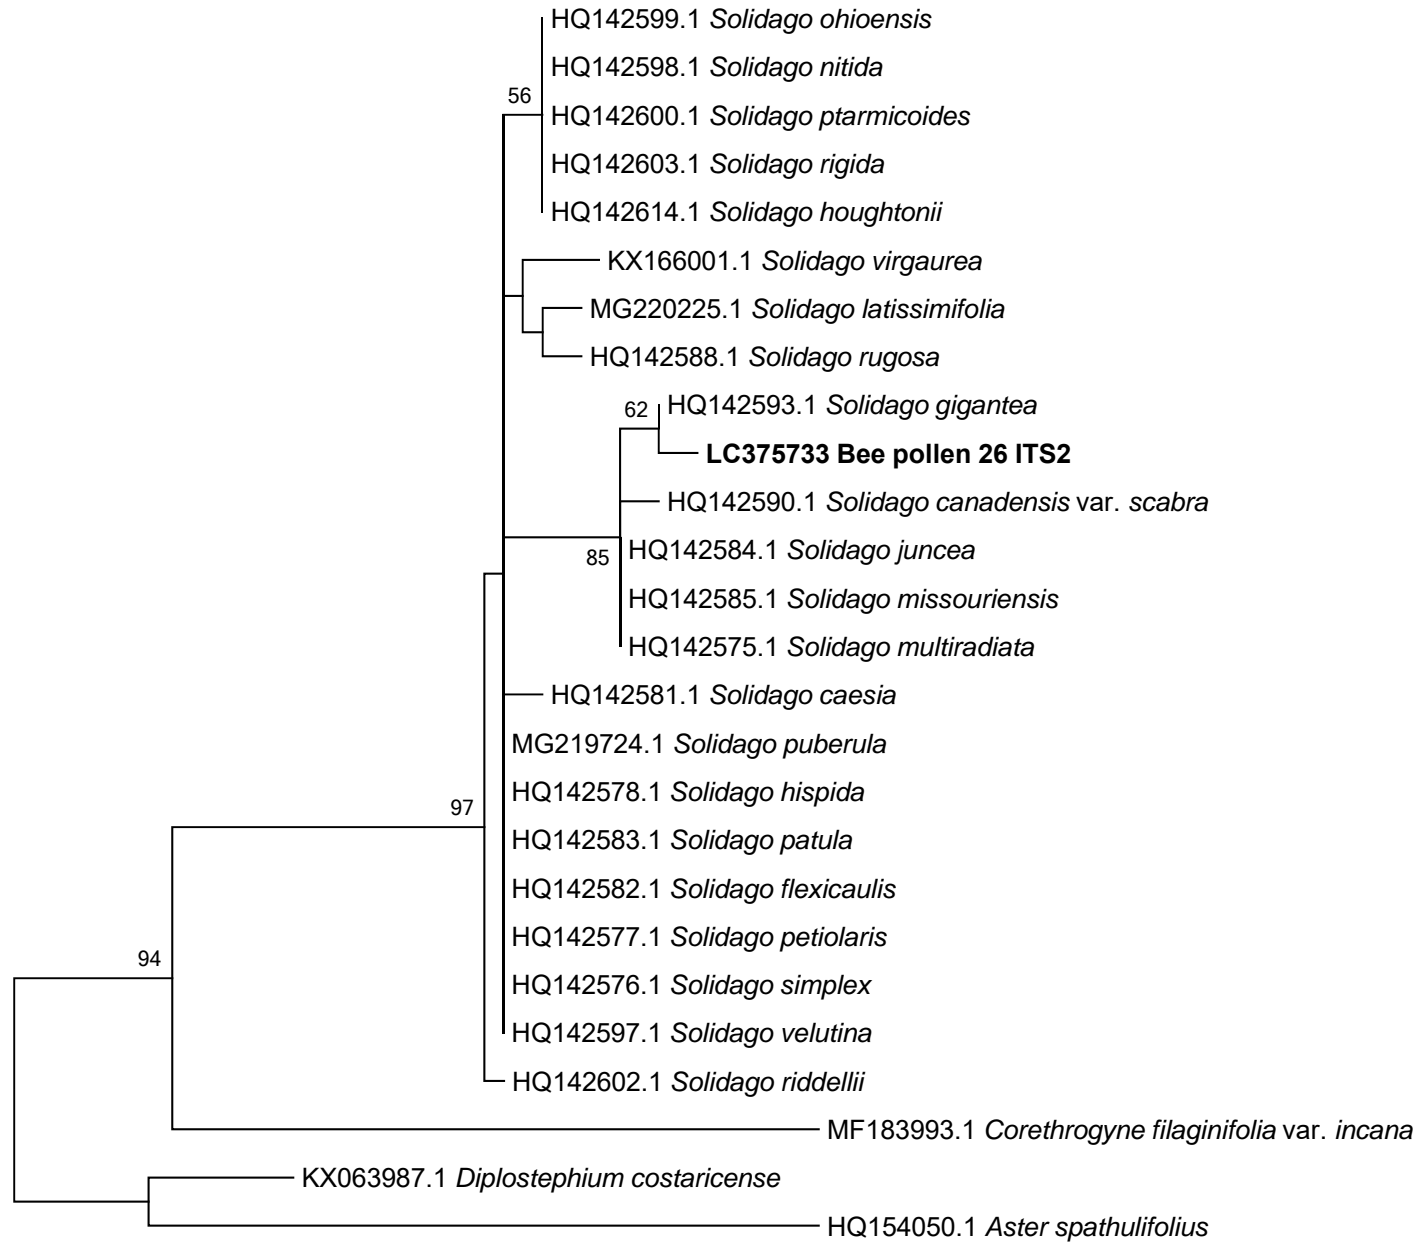 HQ142599.1 Solidago ohioensis
HQ142598.1 Solidago nitida
56
HQ142600.1 Solidago ptarmicoides
HQ142603.1 Solidago rigida
HQ142614.1 Solidago houghtonii
KX166001.1 Solidago virgaurea
MG220225.1 Solidago latissimifolia
HQ142588.1 Solidago rugosa
62 HQ142593.1 Solidago gigantea
LC375733 Bee pollen 26 ITS2
HQ142590.1 Solidago canadensis var. scabra
85 HQ142584.1 Solidago juncea
HQ142585.1 Solidago missouriensis
HQ142575.1 Solidago multiradiata
HQ142581.1 Solidago caesia
MG219724.1 Solidago puberula
HQ142578.1 Solidago hispida
97
HQ142583.1 Solidago patula
HQ142582.1 Solidago flexicaulis
HQ142577.1 Solidago petiolaris
94
HQ142576.1 Solidago simplex
HQ142597.1 Solidago velutina
HQ142602.1 Solidago riddellii
MF183993.1 Corethrogyne filaginifolia var. incana
KX063987.1 Diplostephium costaricense
HQ154050.1 Aster spathulifolius